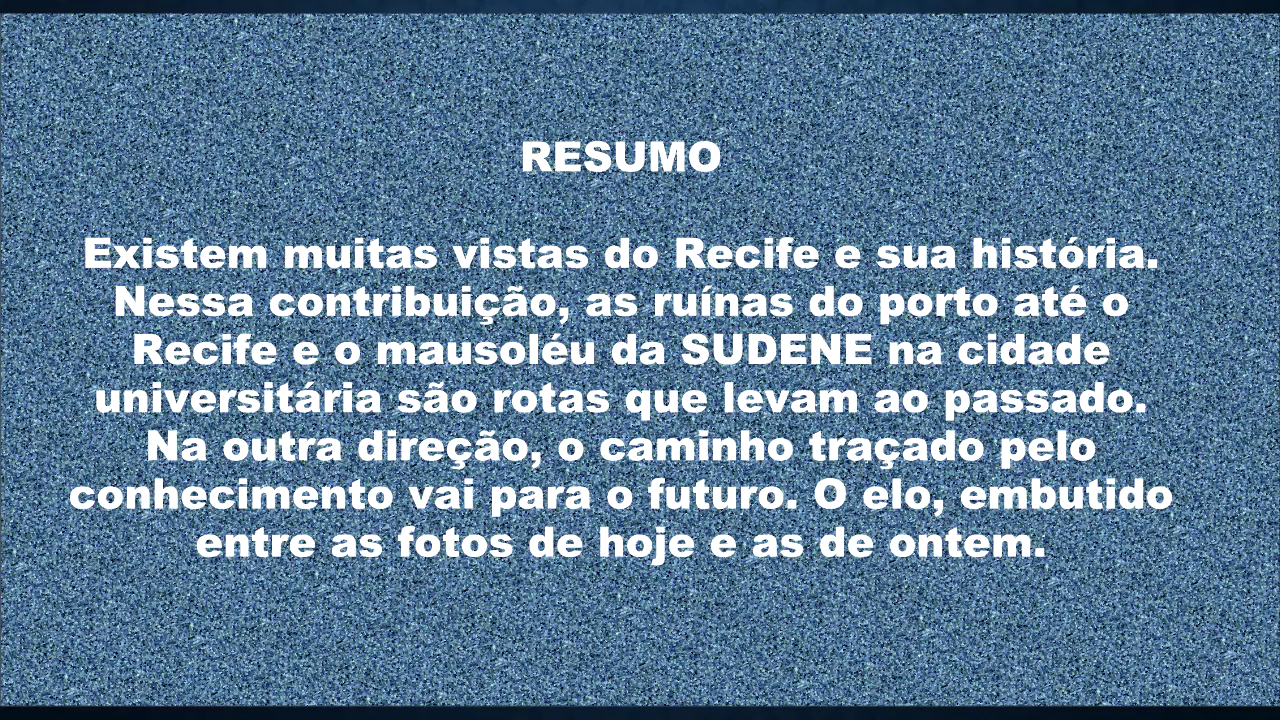 RESUMO
Existem muitas vistas do Recife e sua história.
Nessa contribuição, as ruínas do porto até o
Recife e o mausoléu da SUDENE na cidade
universitária são rotas que levam ao passado.
Na outra direção, o caminho traçado pelo
conhecimento vai para o futuro. O elo, embutido
entre as fotos de hoje e as de ontem.